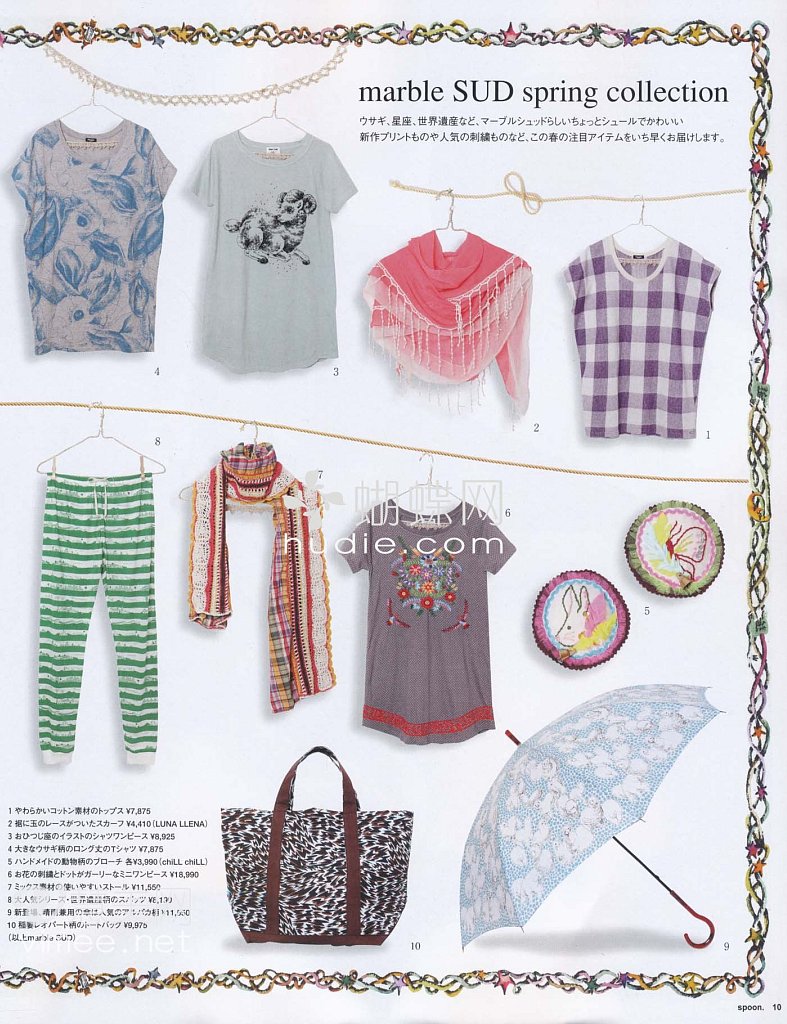 marble SUD spring collection
ウサギ、星座、世界遺産など、マーブルシュッドらしいちょっとシュールでかわいい
新作プリントものや人気の刺繍ものなど、この春の注目アイテムをいち早くお届けします。
4
3
2
1
8
7
6
蝴蝶网
hudie.com
5
1 やわらかいコットン素材のトップス ¥7,875
2 裾に玉のレースがついたスカーフ ¥4,410(LUNA LLENA)
3 おひつじ座のイラストのシャツワンピース ¥8,925
4 大きなウサギ柄のロング丈のTシャツ ¥7,875
5 ハンドメイドの動物柄のブローチ 各¥3,990(chiLL chiLL)
6 お花の刺繍とドットがガーリーなミニワンピース ¥18,990
7 ミックス素材の使いやすいストール ¥11,550
8 大人気シリーズ・世界遺産柄の
9 新登場、晴雨兼用の傘は人気のアルパカ柄
10 種製レオパード柄のトートバッグ ¥9,975
(以上marble SUD)
vimee.net
10
9
spoon. 10